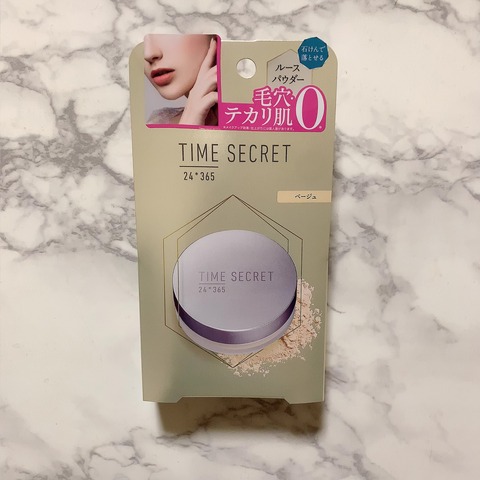 石けんで
落とせる
ルース
パウダー
毛穴・
テカリ肌0
TIME SECRET
24*365
ベージュ
TIME SECRET
24*365